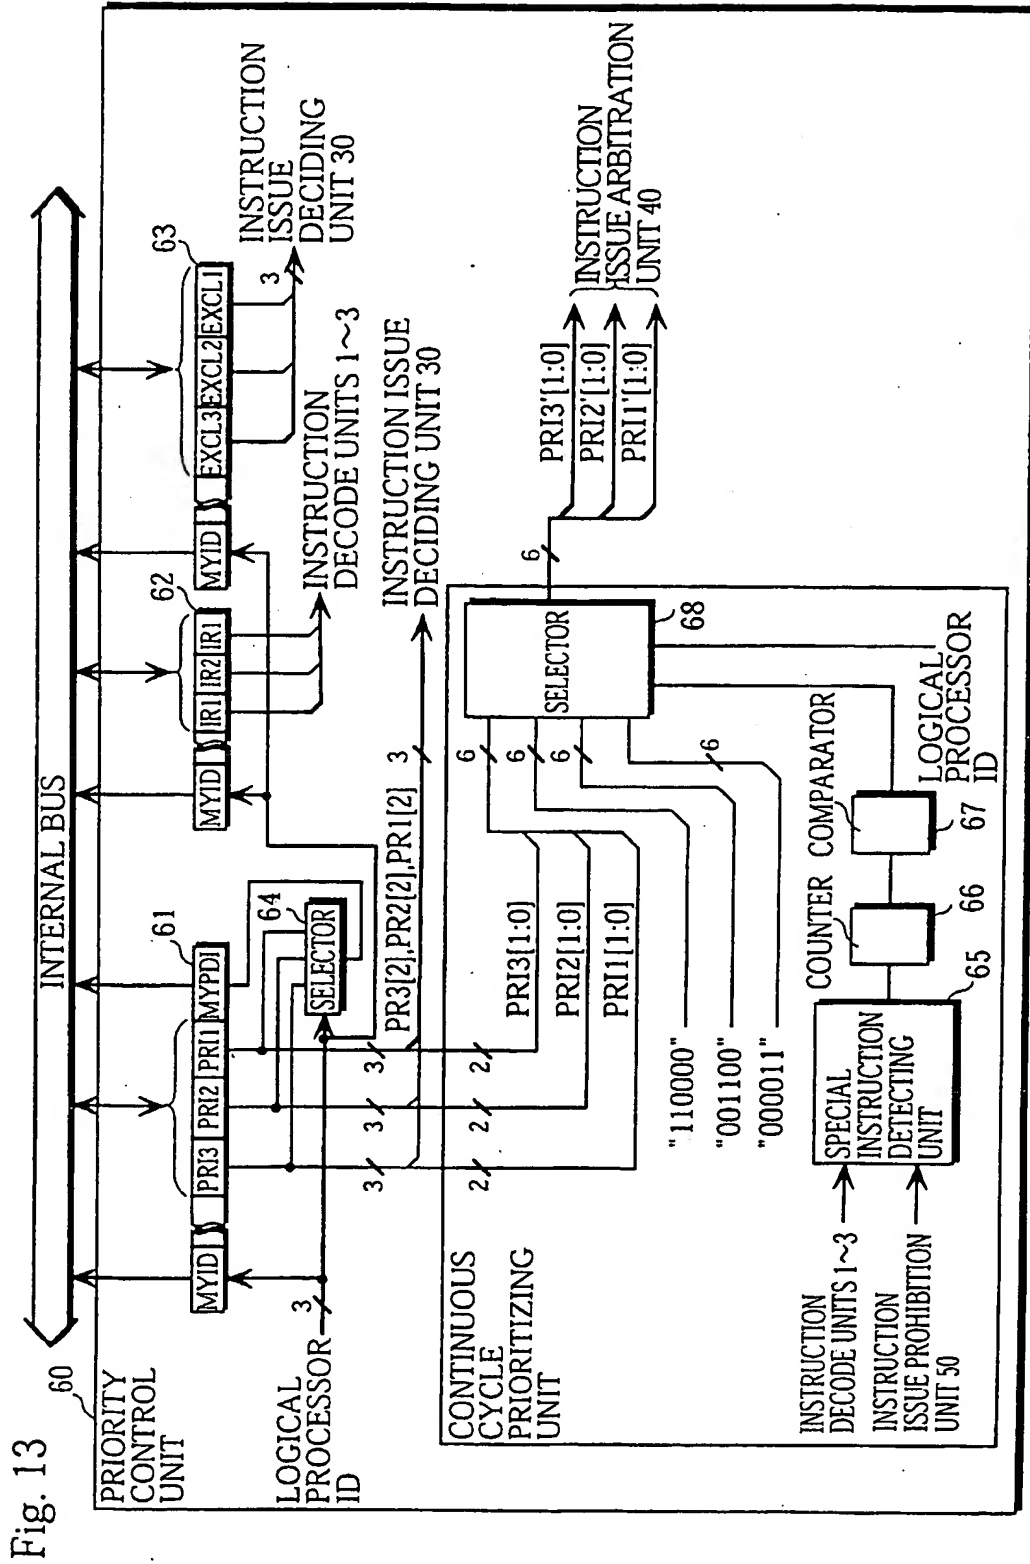 Fig. 13
60
PRIORITY
CONTROL
UNIT
INTERNAL BUS
MYID
PRI3
PRI2
PRI1
MYPDI
61
MYID
IR1
IR2
IR1
62
MYID
EXCL3
EXCL2
EXCL1
63
3
INSTRUCTION
ISSUE
DECIDING
UNIT 30
INSTRUCTION
DECODE UNITS 1~3
LOGICAL
PROCESSOR
ID
3
SELECTOR
64
3
3
3
PR3[2],PR2[2],PR1[2]
3
INSTRUCTION ISSUE
DECIDING UNIT 30
CONTINUOUS
CYCLE
PRIORITIZING
UNIT
2
2
2
PRI3[1:0]
PRI2[1:0]
PRI1[1:0]
6
6
6
6
SELECTOR
68
6
PRI3'[1:0]
PRI2'[1:0]
PRI1'[1:0]
INSTRUCTION
ISSUE ARBITRATION
UNIT 40
"110000"
"001100"
"000011"
INSTRUCTION
DECODE UNITS 1~3
INSTRUCTION
ISSUE PROHIBITION
UNIT 50
SPECIAL
INSTRUCTION
DETECTING
UNIT
65
COUNTER
66
COMPARATOR
67
LOGICAL
PROCESSOR
ID